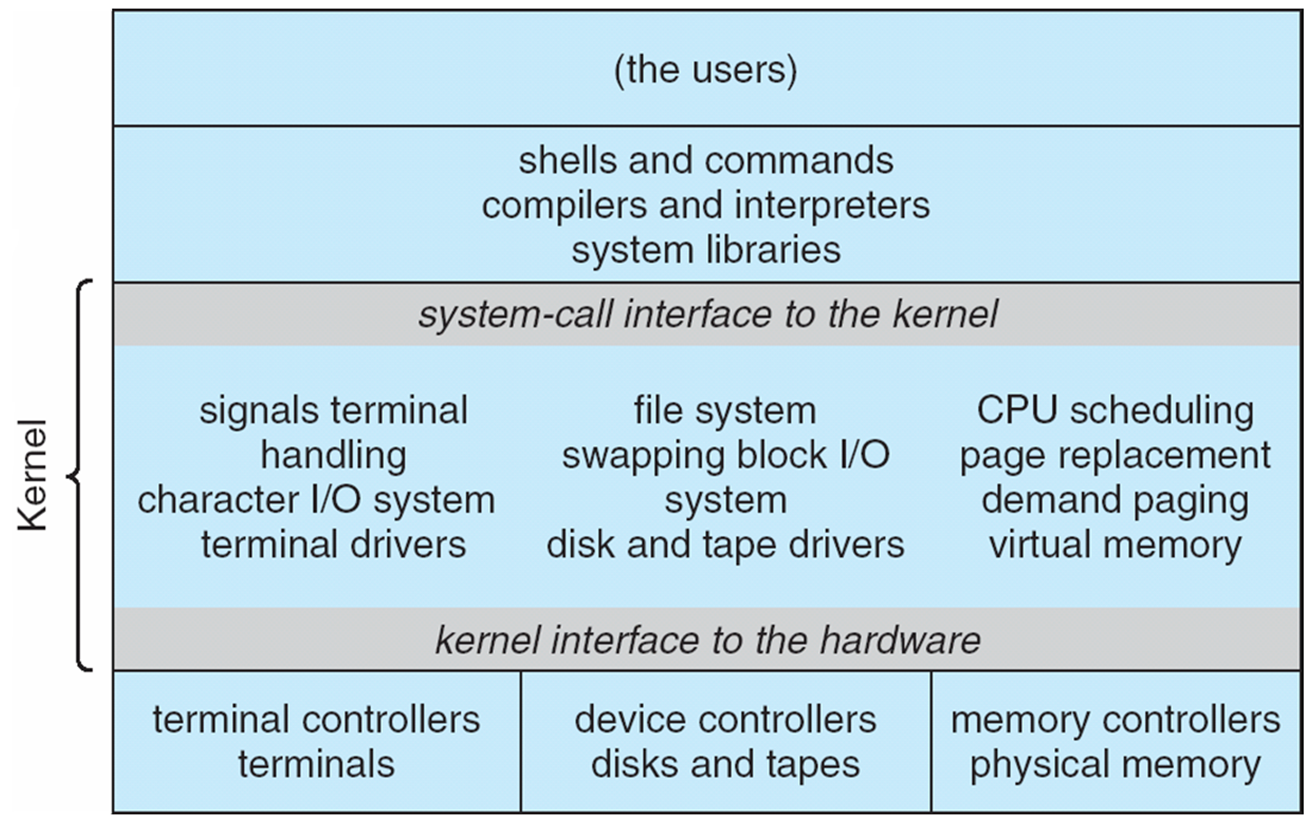 (the users)
shells and commands
compilers and interpreters
system libraries
Kernel
system-call interface to the kernel
signals terminal
handling
character I/O system
terminal drivers
file system
swapping block I/O
system
disk and tape drivers
CPU scheduling
page replacement
demand paging
virtual memory
kernel interface to the hardware
terminal controllers
terminals
device controllers
disks and tapes
memory controllers
physical memory